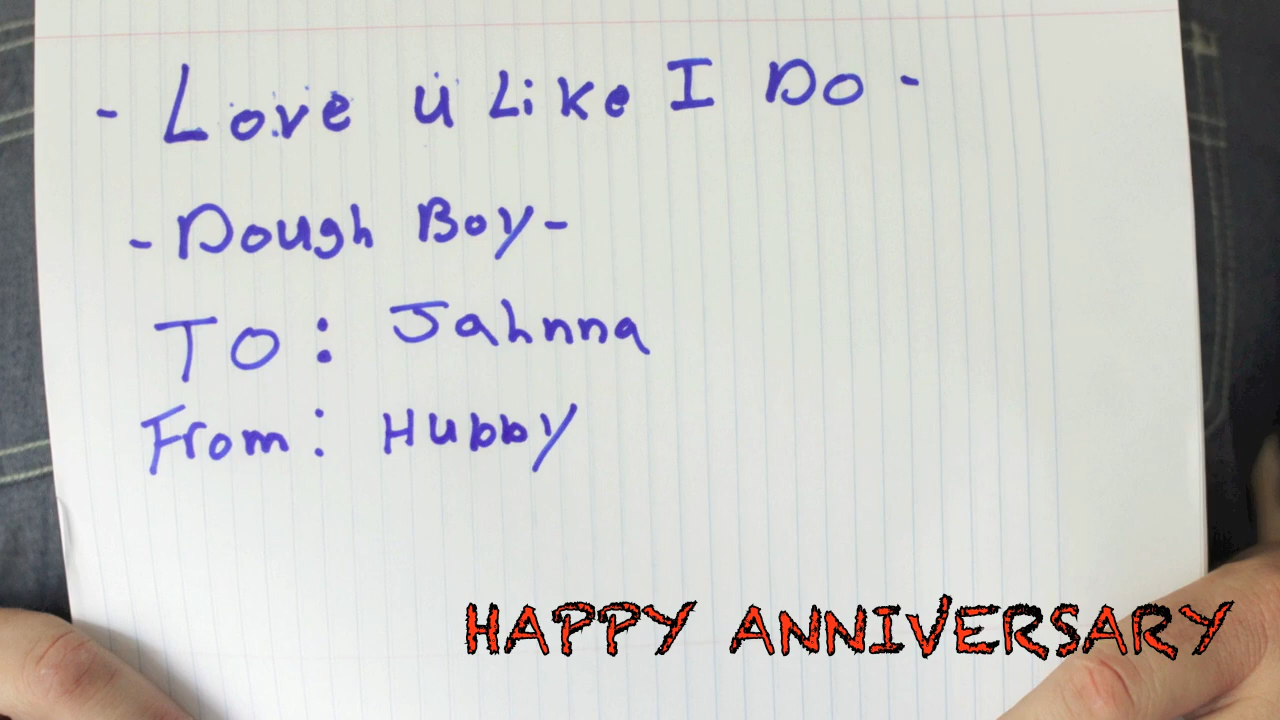 - Love u Like I Do -
- Dough Boy -
To: Jahnna
From: Hubby
HAPPY ANNIVERSARY